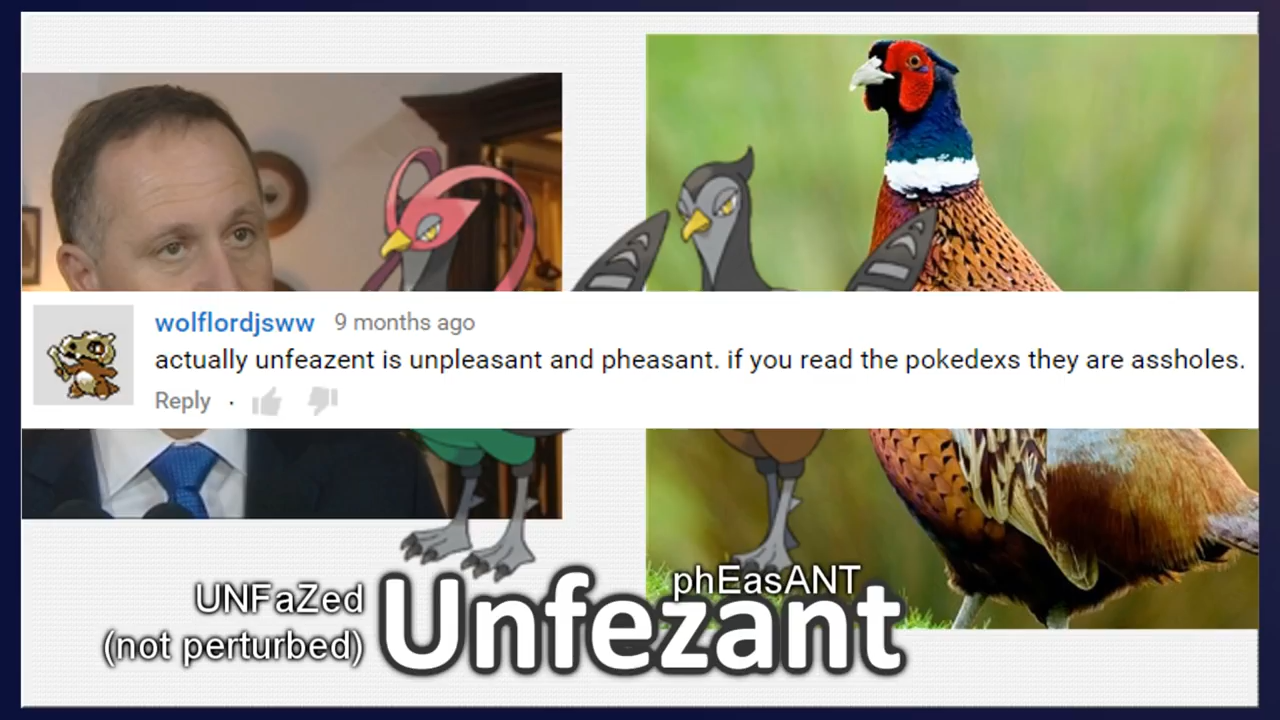 wolflordjsww 9 months ago
actually unfeazent is unpleasant and pheasant. if you read the pokedexs they are assholes.
Reply ·
phEasANT
UNFaZed
(not perturbed)
Unfezant